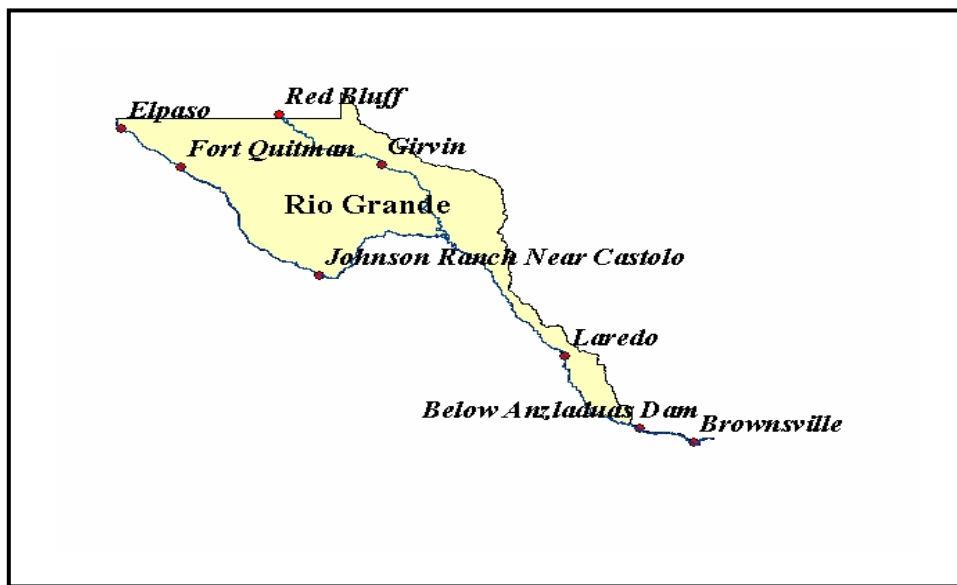 Red Bluff
Elpaso
Fort Quitman
Girvin
Rio Grande
Johnson Ranch Near Castolo
Laredo
Below Anzladuas Dam
Brownsville